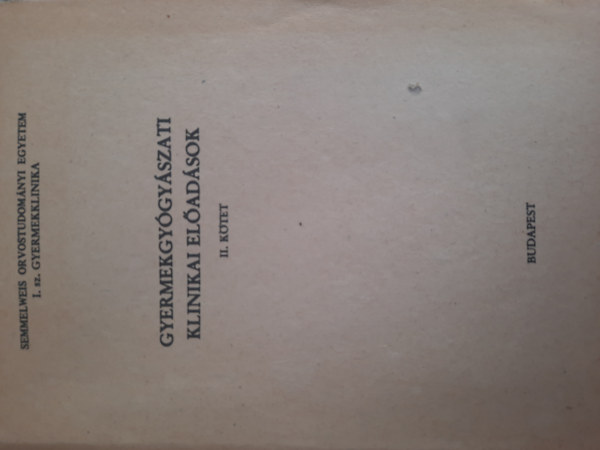 SEMMELWEIS ORVOSTUDOMÁNYI EGYETEM
I. sz. GYERMEKKLINIKA
GYERMEKGYÓGYÁSZATI
KLINIKAI ELŐADÁSOK
II. KÖTET
BUDAPEST